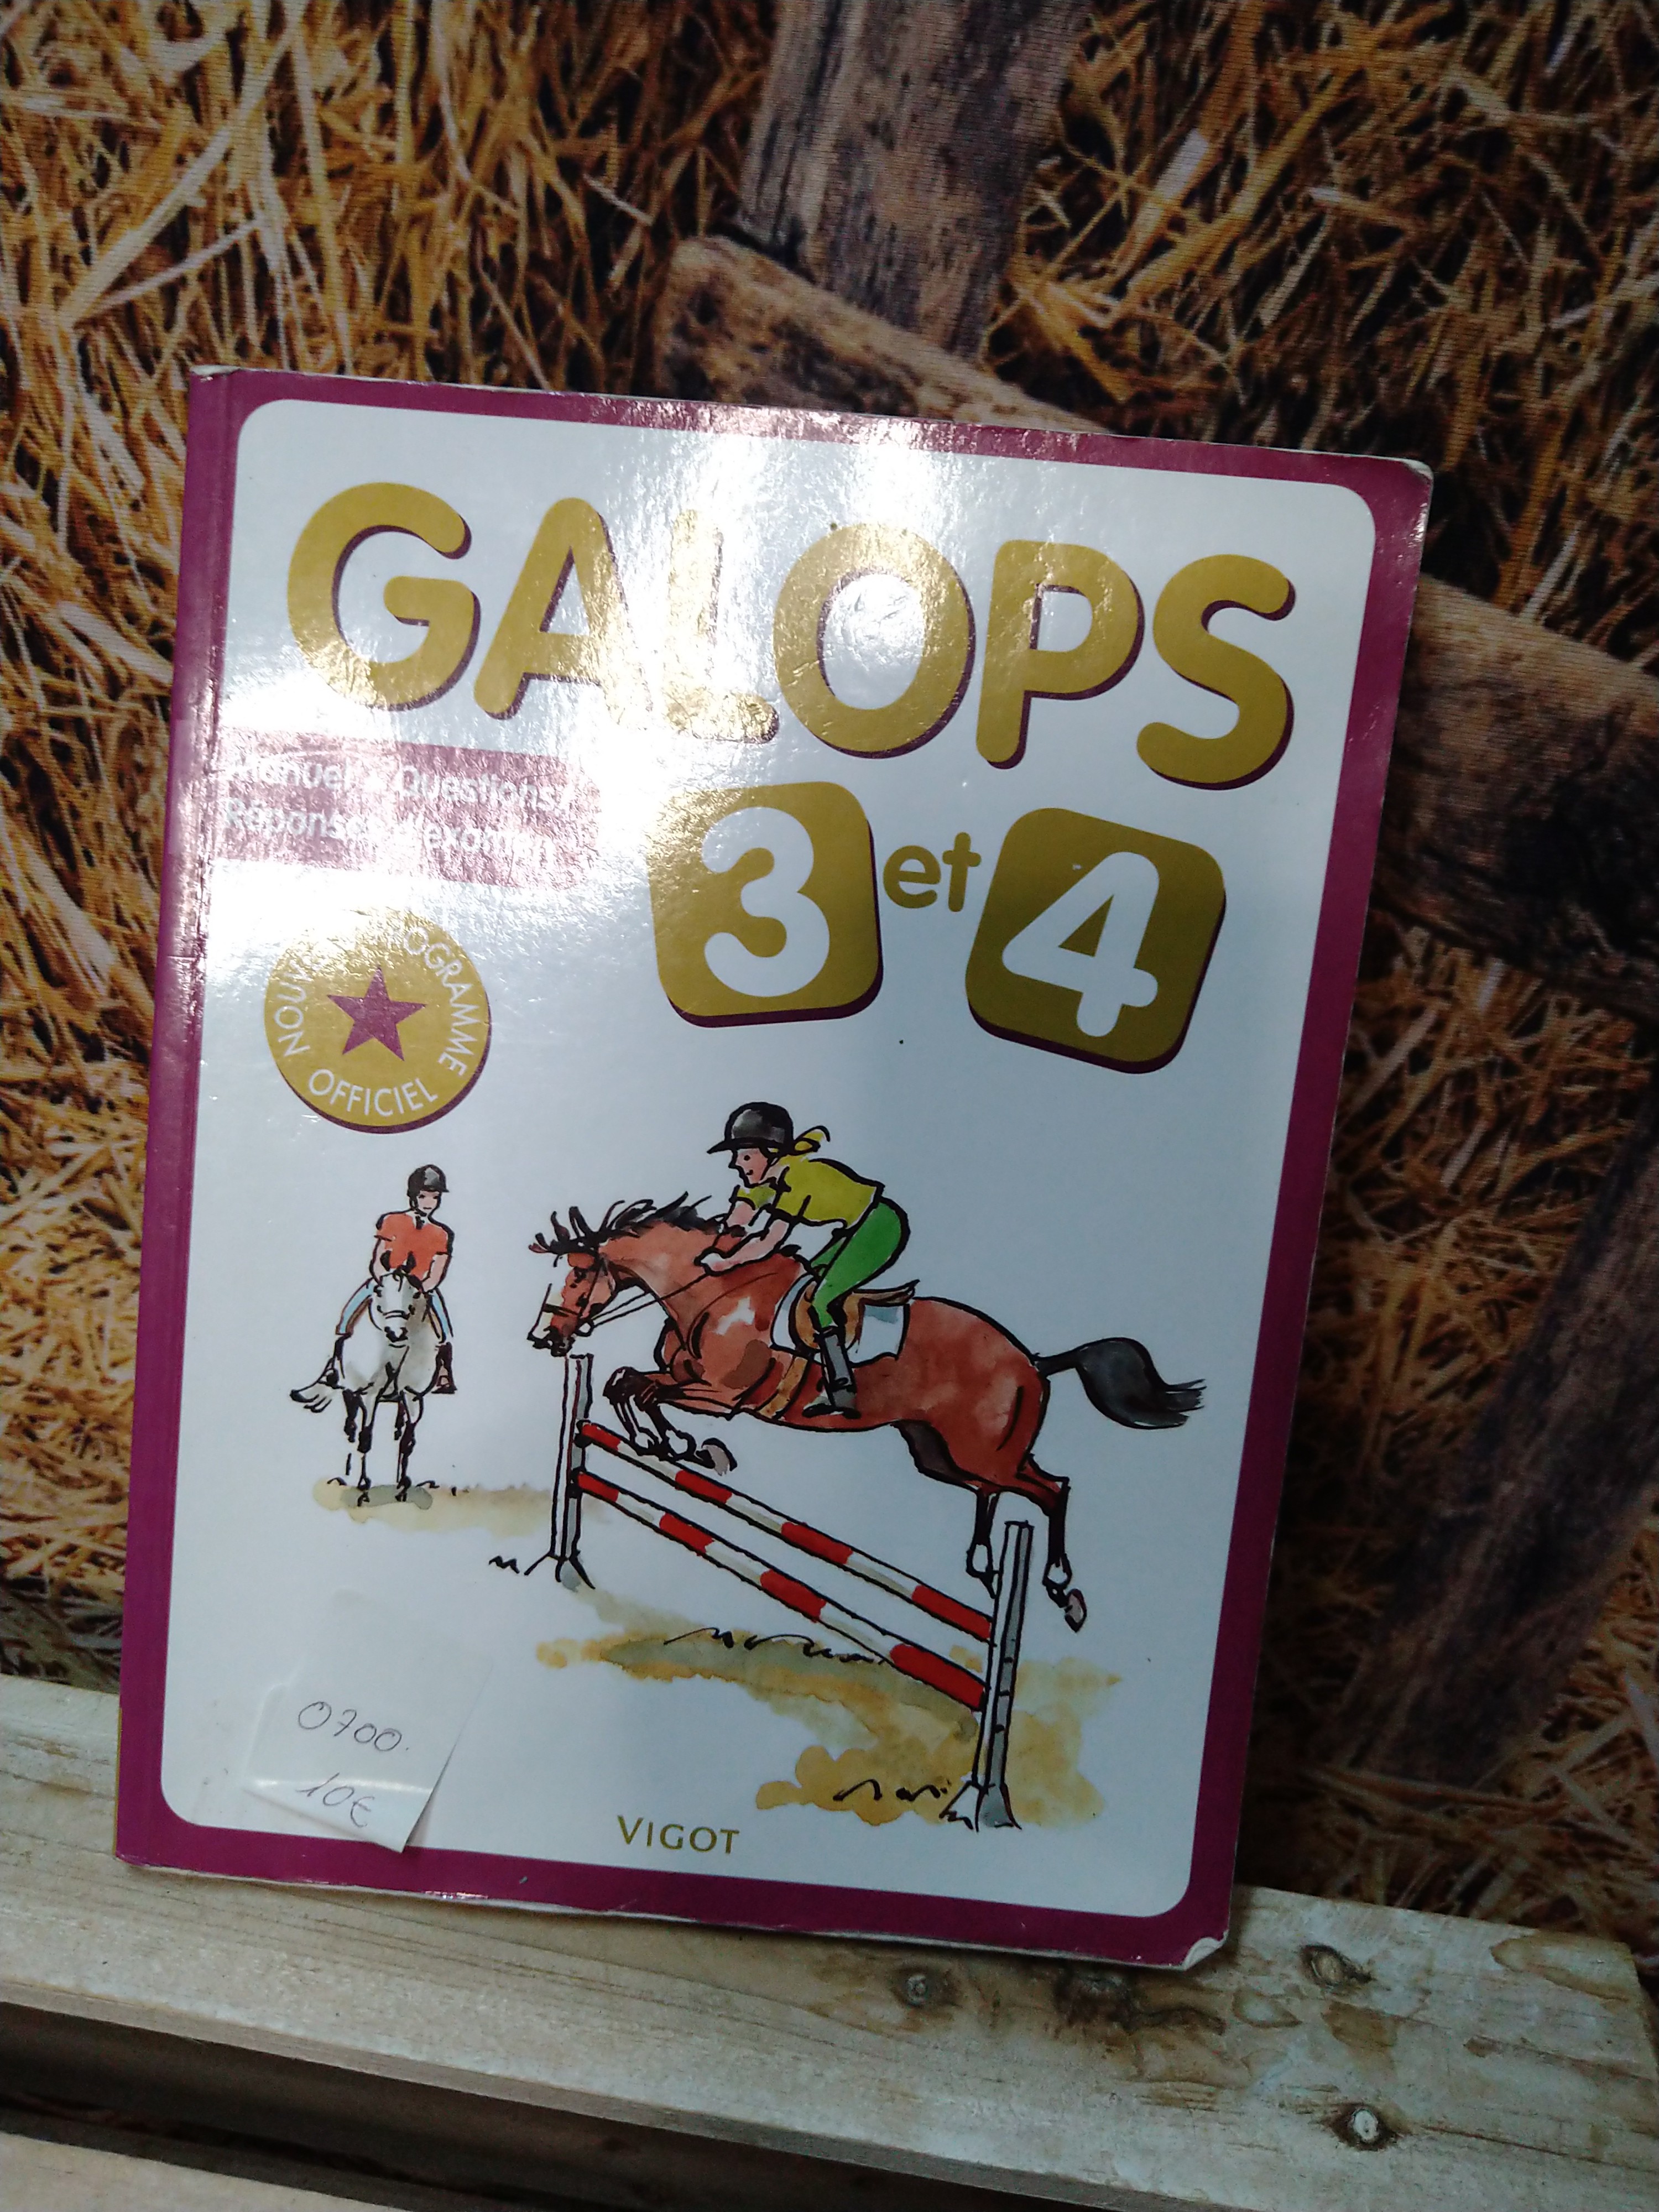 GALOPS
Manuel + Questions/
Réponses d'examen
3 et 4
NOUVEAU PROGRAMME
OFFICIEL
0700.
10€
VIGOT